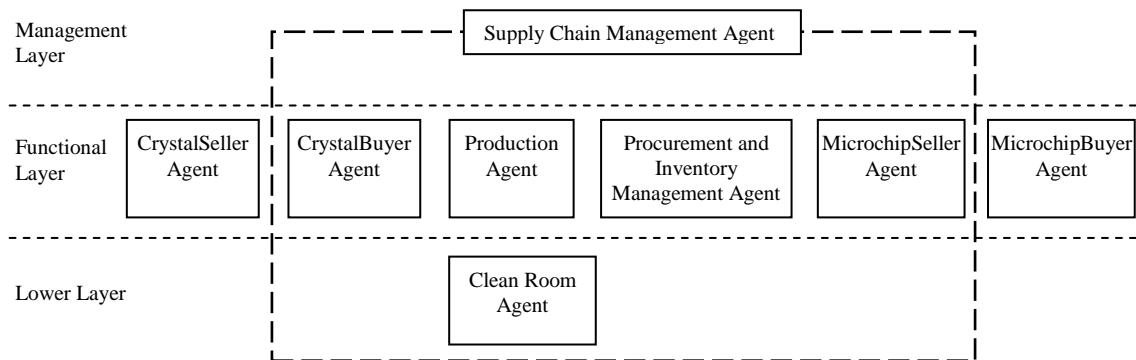 Management
Layer
Supply Chain Management Agent
Functional
Layer
CrystalSeller
Agent
CrystalBuyer
Agent
Production
Agent
Procurement and
Inventory
Management Agent
MicrochipSeller
Agent
MicrochipBuyer
Agent
Lower Layer
Clean Room
Agent